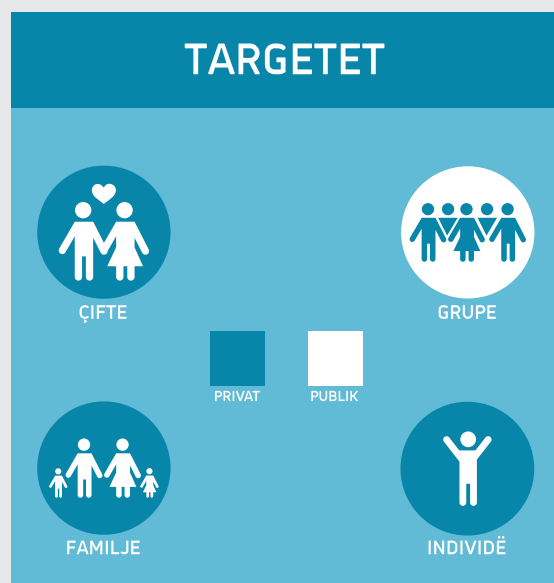 TARGETET
ÇIFTE
GRUPE
PRIVAT
PUBLIK
FAMILJE
INDIVIDË